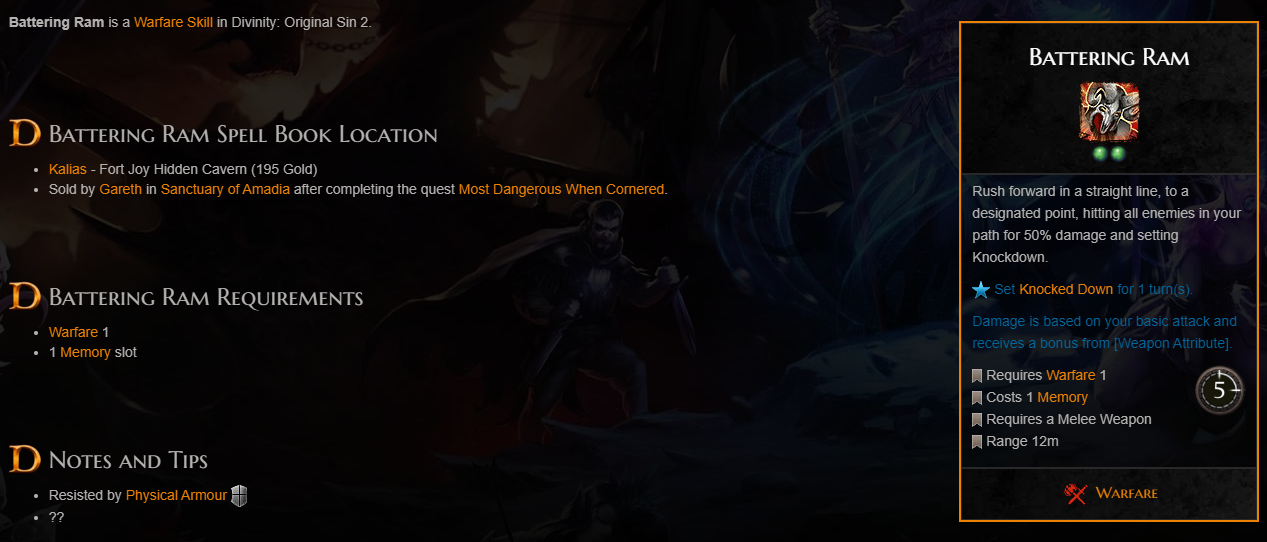 Battering Ram is a Warfare Skill in Divinity: Original Sin 2.
Battering Ram Spell Book Location
Kalias - Fort Joy Hidden Cavern (195 Gold)
Sold by Gareth in Sanctuary of Amadia after completing the quest Most Dangerous When Cornered.
Battering Ram Requirements
Warfare 1
1 Memory slot
Notes and Tips
Resisted by Physical Armour
??
Battering Ram
Rush forward in a straight line, to a
designated point, hitting all enemies in your
path for 50% damage and setting
Knockdown.
Set Knocked Down for 1 turn(s).
Damage is based on your basic attack and
receives a bonus from [Weapon Attribute].
Requires Warfare 1
Costs 1 Memory
Requires a Melee Weapon
Range 12m
5
Warfare